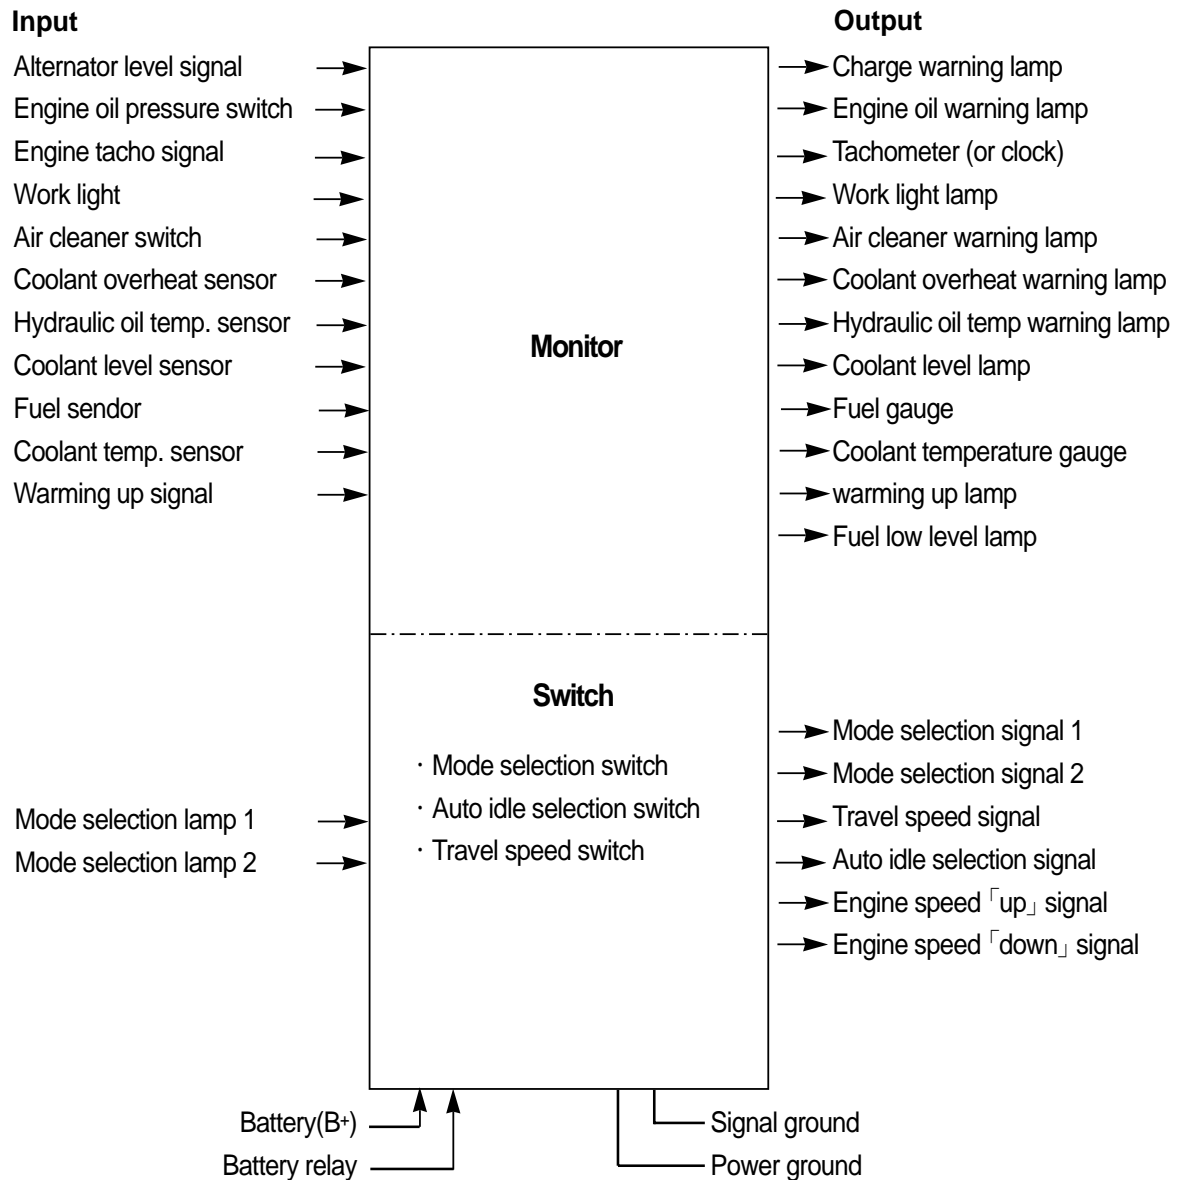 Input
Output
Alternator level signal
Charge warning lamp
Engine oil pressure switch
Engine oil warning lamp
Engine tacho signal
Tachometer (or clock)
Work light
Work light lamp
Air cleaner switch
Air cleaner warning lamp
Coolant overheat sensor
Coolant overheat warning lamp
Hydraulic oil temp. sensor
Hydraulic oil temp warning lamp
Monitor
Coolant level sensor
Coolant level lamp
Fuel sendor
Fuel gauge
Coolant temp. sensor
Coolant temperature gauge
Warming up signal
warming up lamp
Fuel low level lamp
Switch
Mode selection signal 1
· Mode selection switch
Mode selection signal 2
· Auto idle selection switch
Mode selection lamp 1
Travel speed signal
· Travel speed switch
Mode selection lamp 2
Auto idle selection signal
Engine speed「up」signal
Engine speed「down」signal
Battery(B+)
Signal ground
Battery relay
Power ground